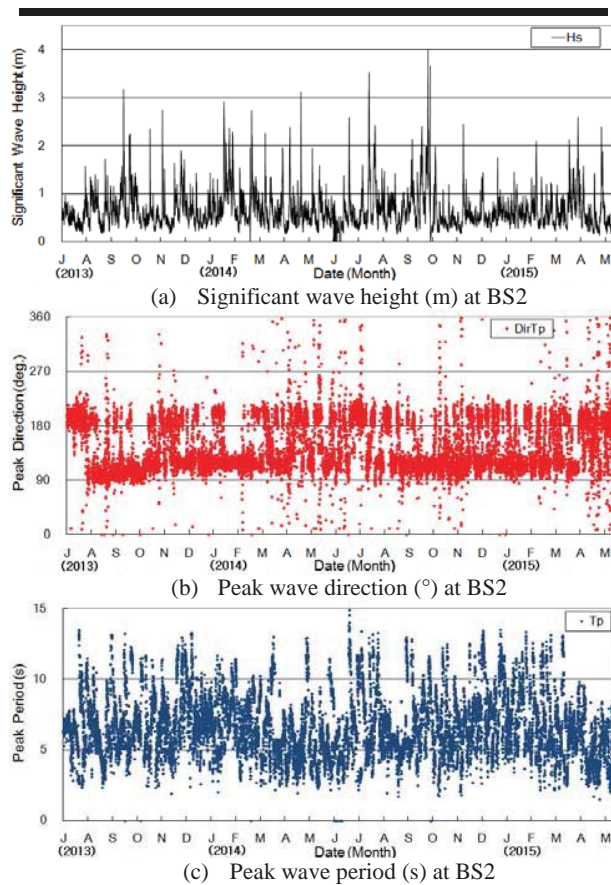 Hs
4
3
2
1
0
Significant Wave Height (m)
J A S O N D J F M A M J J A S O N D J F M A M
(2013) (2014) Date (Month) (2015)
(a) Significant wave height (m) at BS2
DirTp
360
270
180
90
0
Peak Direction (deg.)
J A S O N D J F M A M J J A S O N D J F M A M
(2013) (2014) Date (Month) (2015)
(b) Peak wave direction (°) at BS2
Tp
15
10
5
0
Peak Period (s)
J A S O N D J F M A M J J A S O N D J F M A M
(2013) (2014) Date (Month) (2015)
(c) Peak wave period (s) at BS2